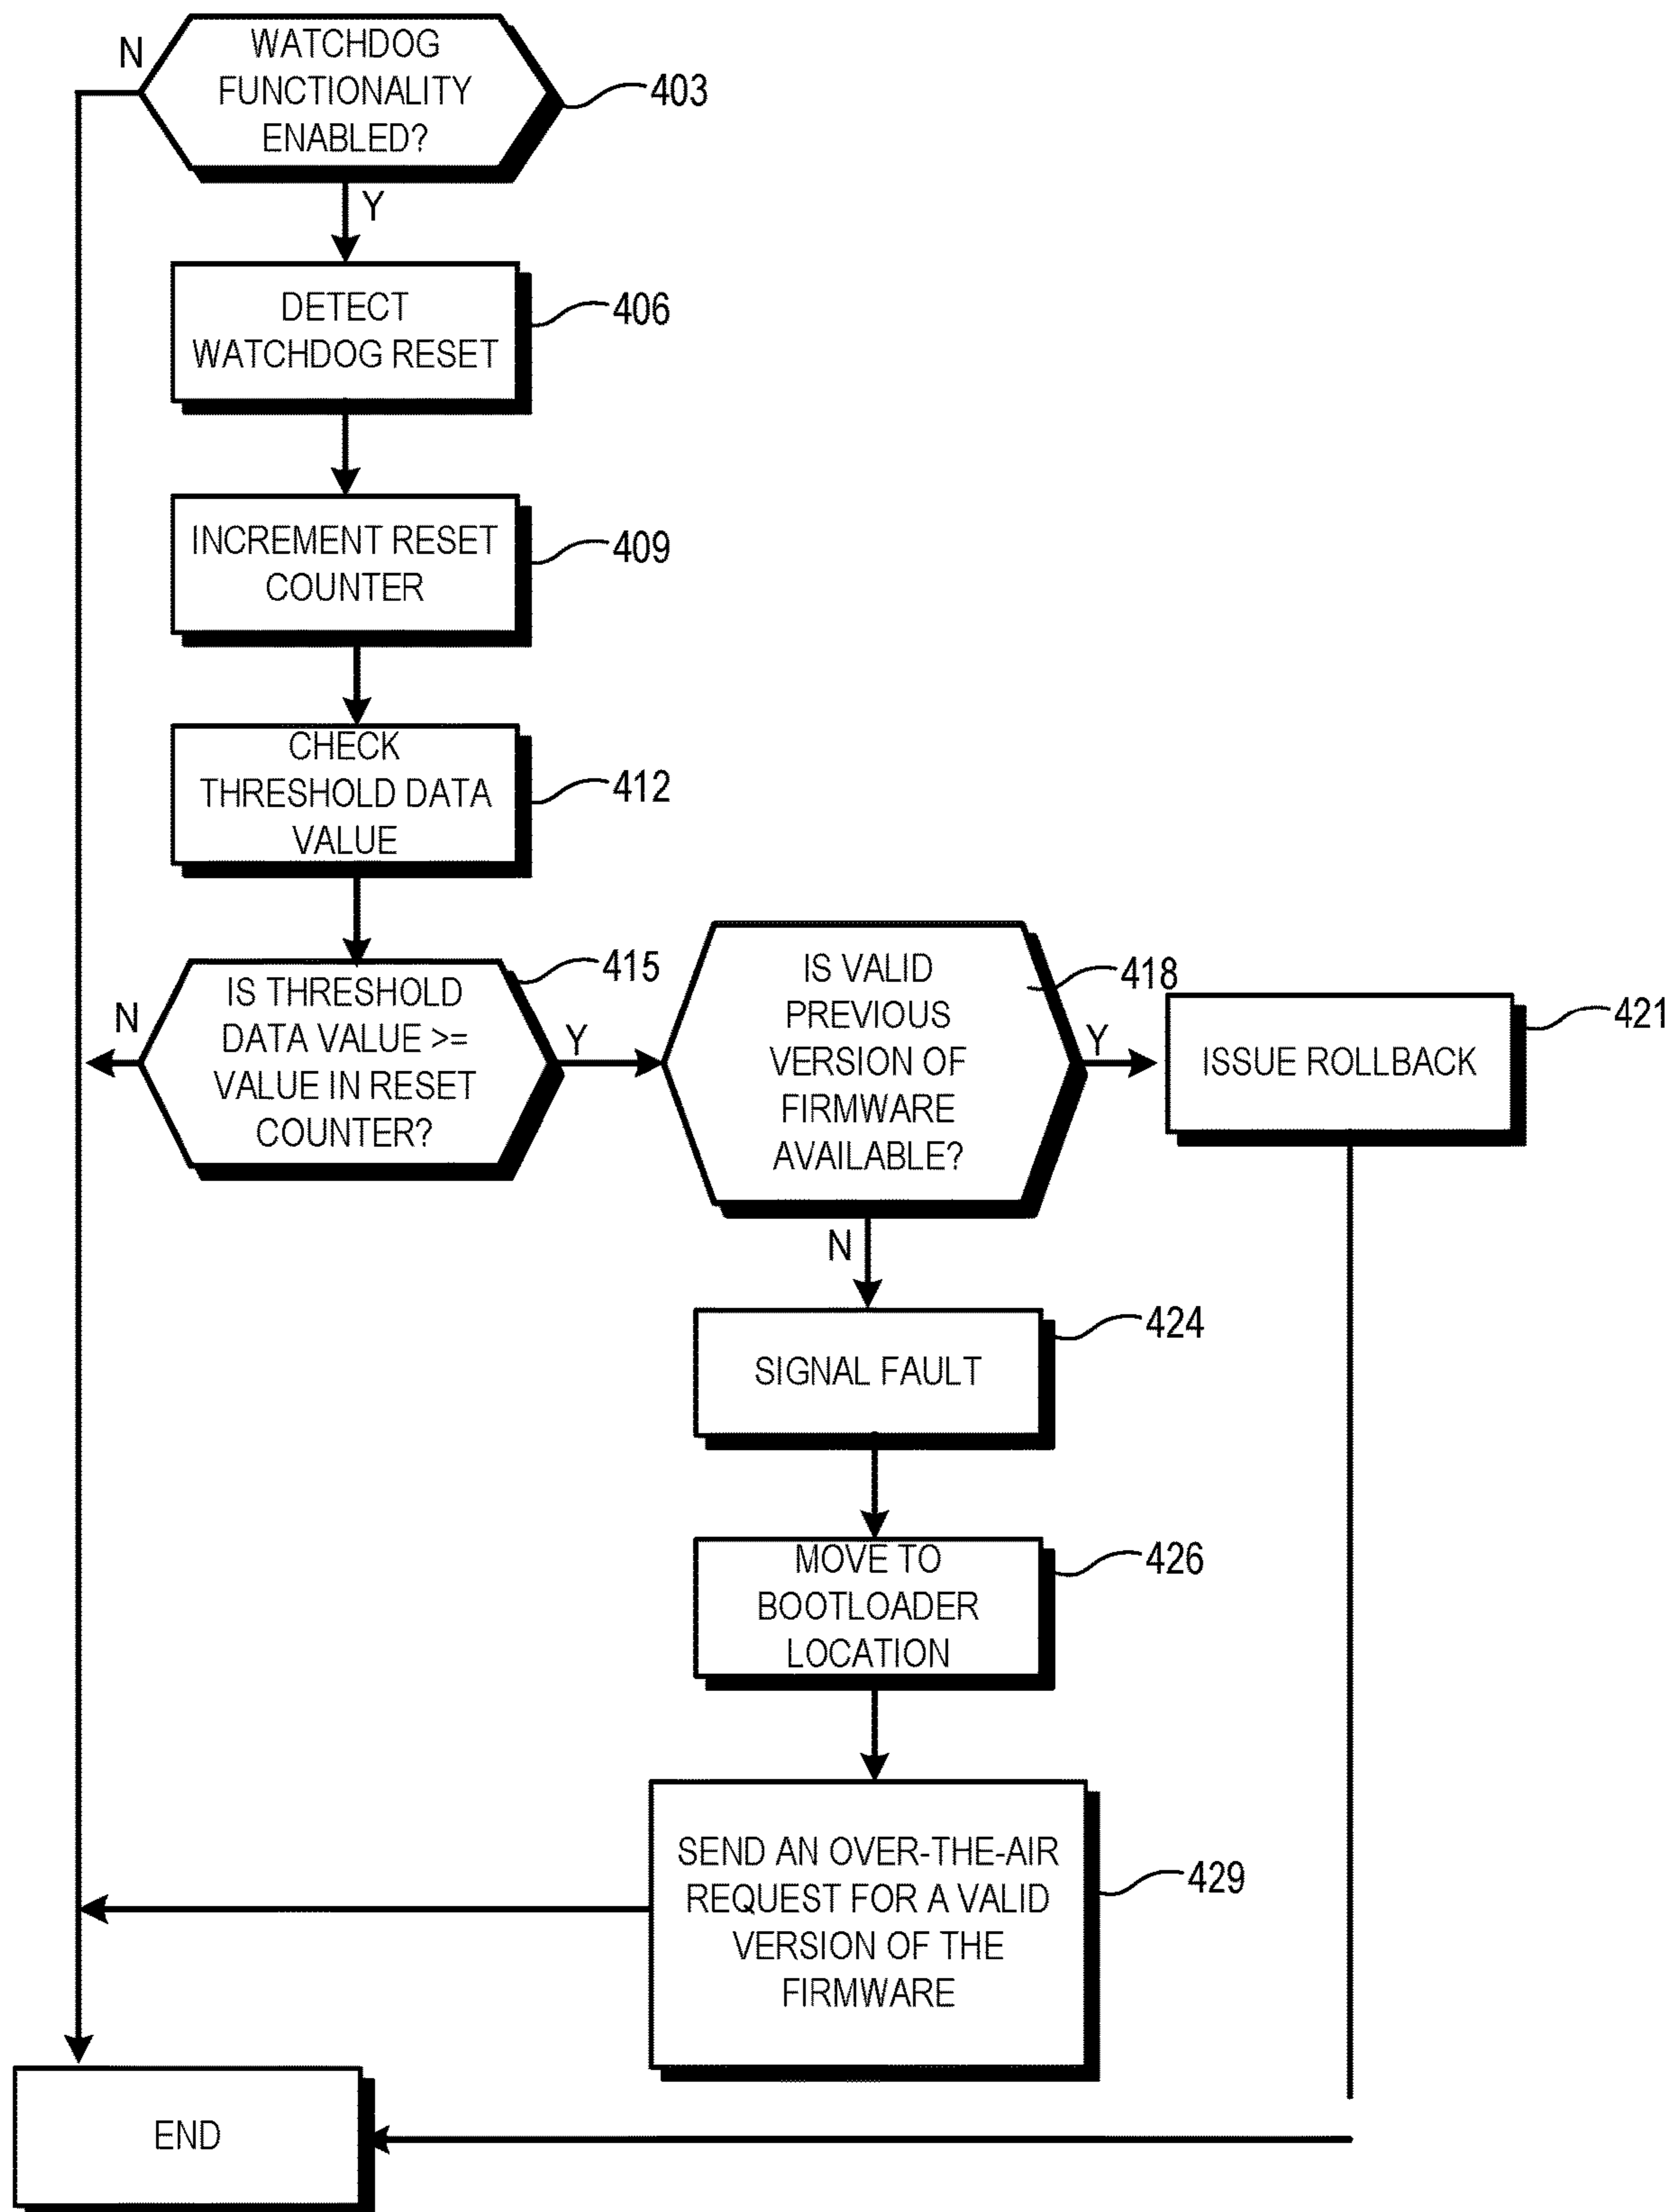 N
WATCHDOG
FUNCTIONALITY
ENABLED?
403
Y
DETECT
WATCHDOG RESET
406
INCREMENT RESET
COUNTER
409
CHECK
THRESHOLD DATA
VALUE
412
N
IS THRESHOLD
DATA VALUE >=
VALUE IN RESET
COUNTER?
415
Y
IS VALID
PREVIOUS
VERSION OF
FIRMWARE
AVAILABLE?
418
Y
ISSUE ROLLBACK
421
N
SIGNAL FAULT
424
MOVE TO
BOOTLOADER
LOCATION
426
SEND AN OVER-THE-AIR
REQUEST FOR A VALID
VERSION OF THE
FIRMWARE
429
END